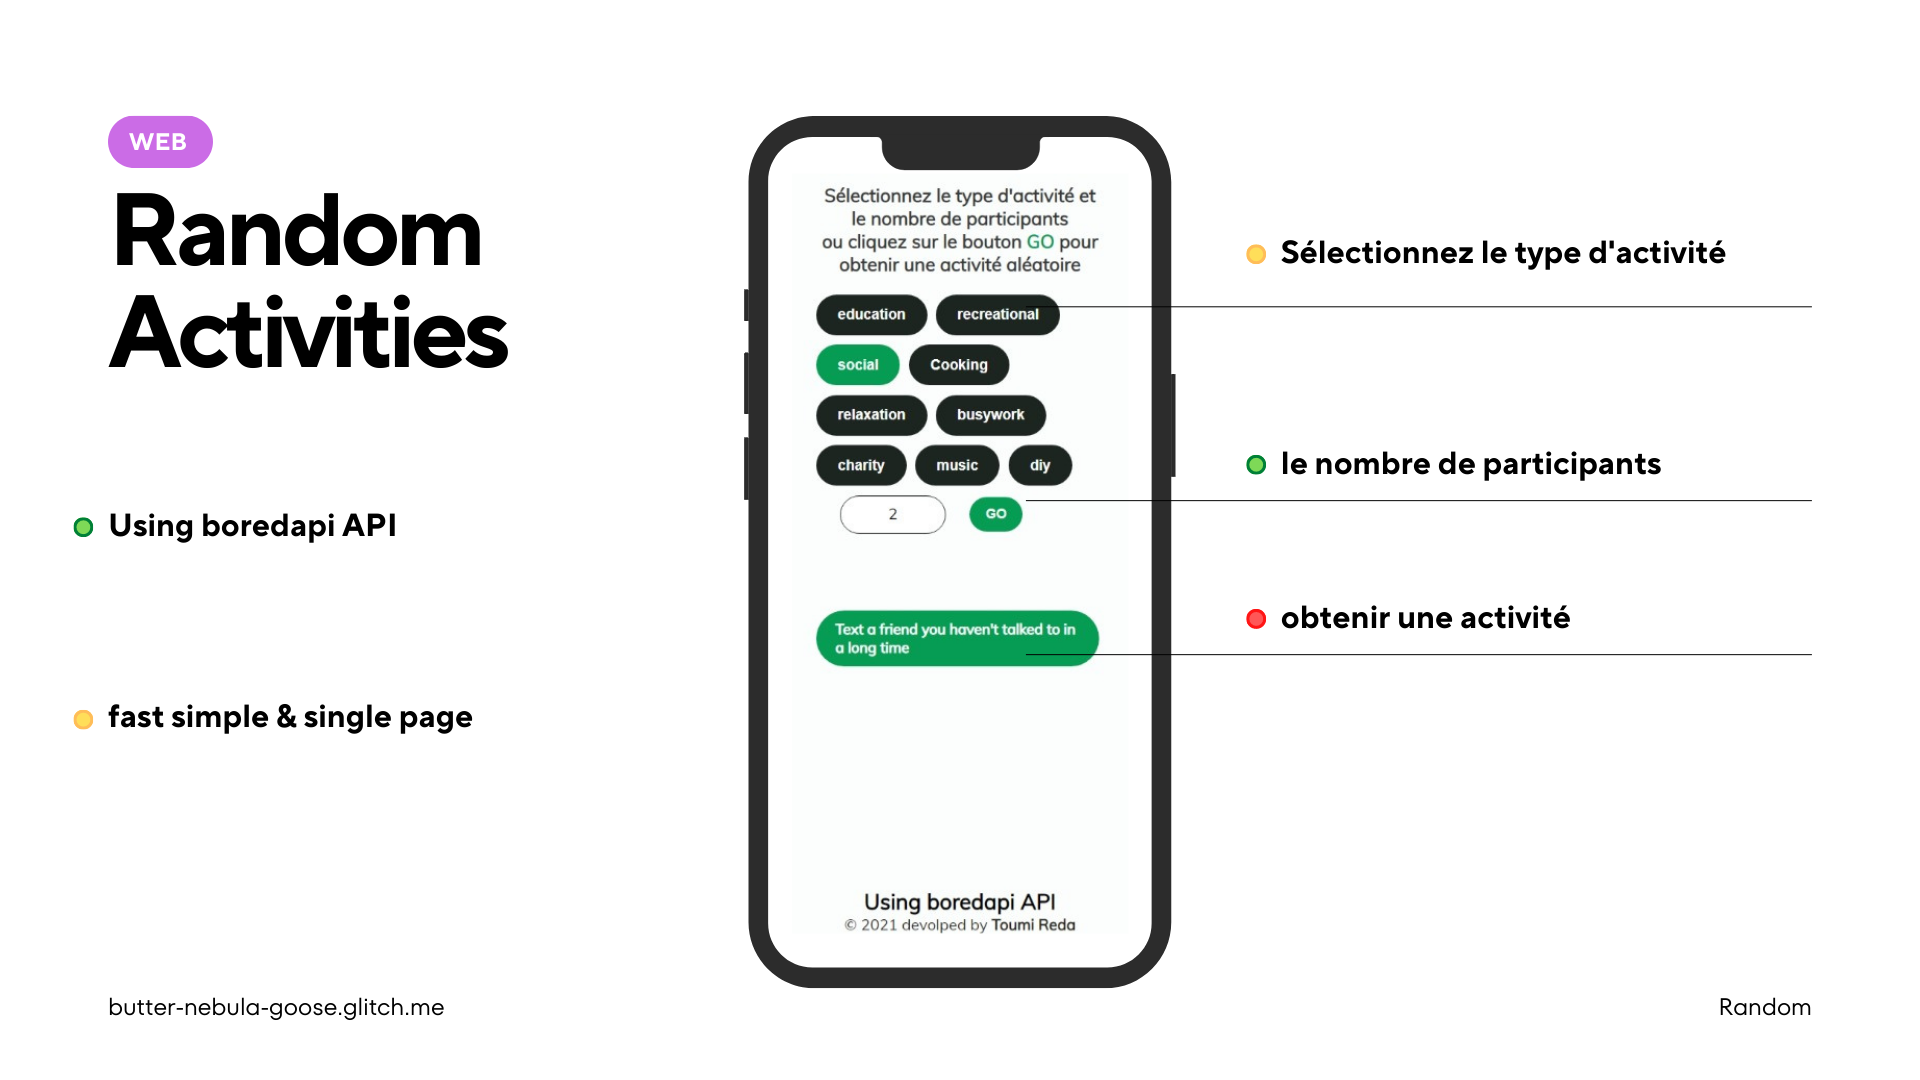 WEB
Random
Activities
Using boredapi API
fast simple & single page
butter-nebula-goose.glitch.me
Sélectionnez le type d'activité et
le nombre de participants
ou cliquez sur le bouton GO pour
obtenir une activité aléatoire
education recreational
social Cooking
relaxation busywork
charity music diy
2 GO
Text a friend you haven't talked to in
a long time
Using boredapi API
© 2021 devolped by Toumi Reda
Sélectionnez le type d'activité
le nombre de participants
obtenir une activité
Random